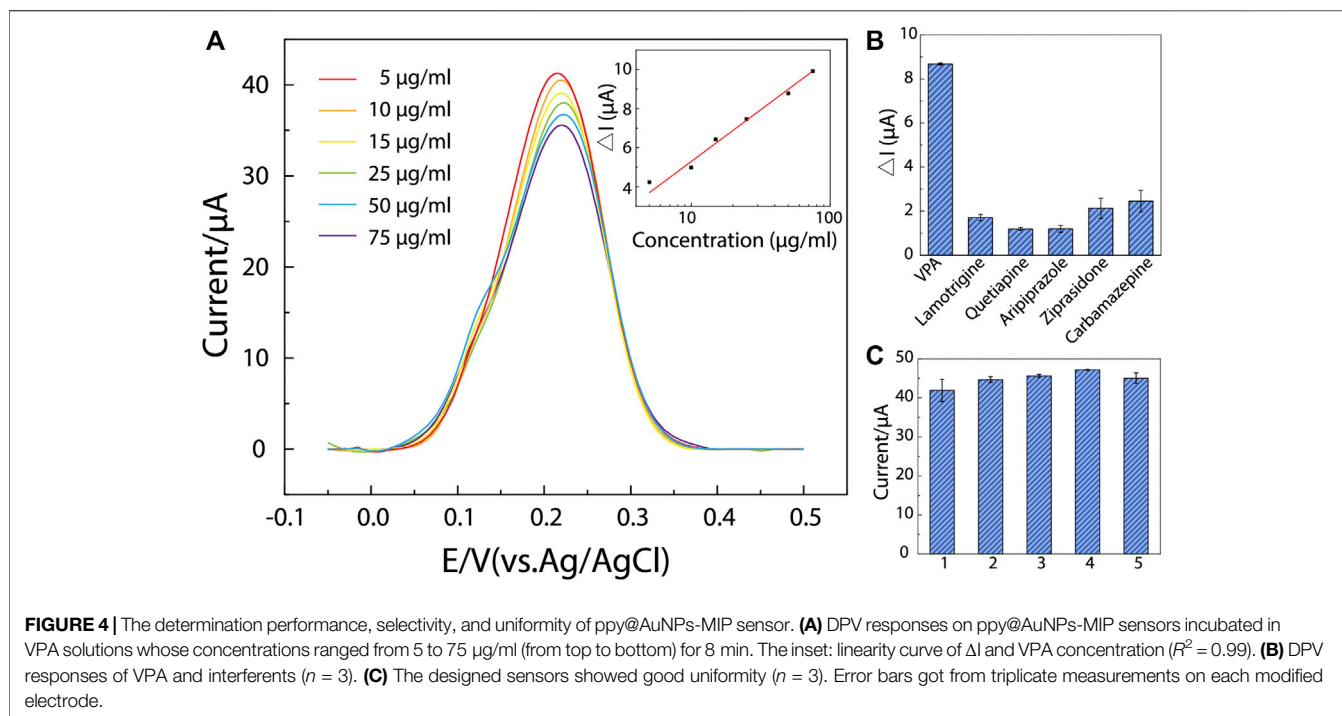 A
5 µg/ml
10 µg/ml
15 µg/ml
25 µg/ml
50 µg/ml
75 µg/ml
40
30
20
10
0
Current/µA
-0.1 0.0 0.1 0.2 0.3 0.4 0.5
E/V(vs.Ag/AgCl)
10
8
6
4
△I (µA)
10 100
Concentration (µg/ml)
B
10
8
6
4
2
0
△I (µA)
VPA
Lamotrigine
Quetiapine
Aripiprazole
Ziprasidone
Carbamazepine
C
50
40
50
20
10
0
Current/µA
1 2 3 4 5
FIGURE 4 | The determination performance, selectivity, and uniformity of ppy@AuNPs-MIP sensor. (A) DPV responses on ppy@AuNPs-MIP sensors incubated in
VPA solutions whose concentrations ranged from 5 to 75 µg/ml (from top to bottom) for 8 min. The inset: linearity curve of ΔI and VPA concentration (R² = 0.99). (B) DPV
responses of VPA and interferents (n = 3). (C) The designed sensors showed good uniformity (n = 3). Error bars got from triplicate measurements on each modified
electrode.